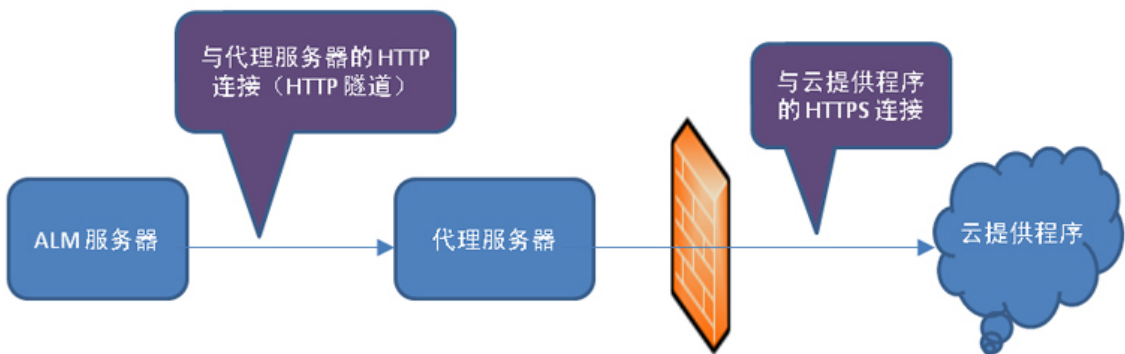 与代理服务器的 HTTP
连接（HTTP 隧道）
与云提供程序
的 HTTPS 连接
ALM 服务器
代理服务器
云提供程序